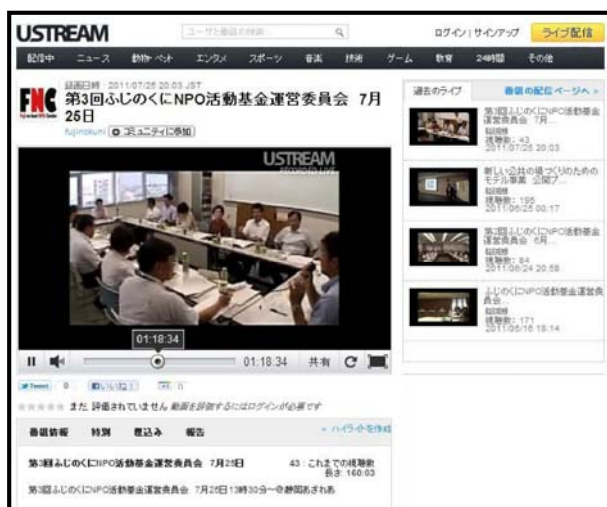 USTREAM
ユーザと番組の検索
ログイン | サインアップ
ライブ配信
配信中 ニュース 動物・ペット エンタメ スポーツ 音楽 技術 ゲーム 教育 24時間 その他
録画日時 : 2011/07/25 20:03 JST
FNC
第3回ふじのくにNPO活動基金運営委員会 7月
25日
fujinokuni コミュニティに参加
USTREAM
RECORDED LIVE
01:18:34
01:18:34 共有
Tweet 0 いいね! 0
まだ 評価されていません 動画を評価するにはログインが必要です
番組情報 特別 埋込み 報告
ハイライトを作成
第3回ふじのくにNPO活動基金運営委員会 7月25日
43 : これまでの視聴数
長さ: 160:03
第3回ふじのくにNPO活動基金運営委員会 7月25日13時30分~@静岡あざれあ
過去のライブ
番組の配信ページへ
第3回ふじのくにNPO活動基金
運営委員会 7月...
視聴数: 43
2011/07/25 20:03
新しい公共の場づくりのための
モデル事業 公開プ...
視聴数: 195
2011/06/25 00:17
第2回ふじのくにNPO活動基金
運営委員会 6月...
視聴数: 84
2011/06/24 20:58
ふじのくにNPO活動基金運営委
員会...
視聴数: 171
2011/06/16 18:14